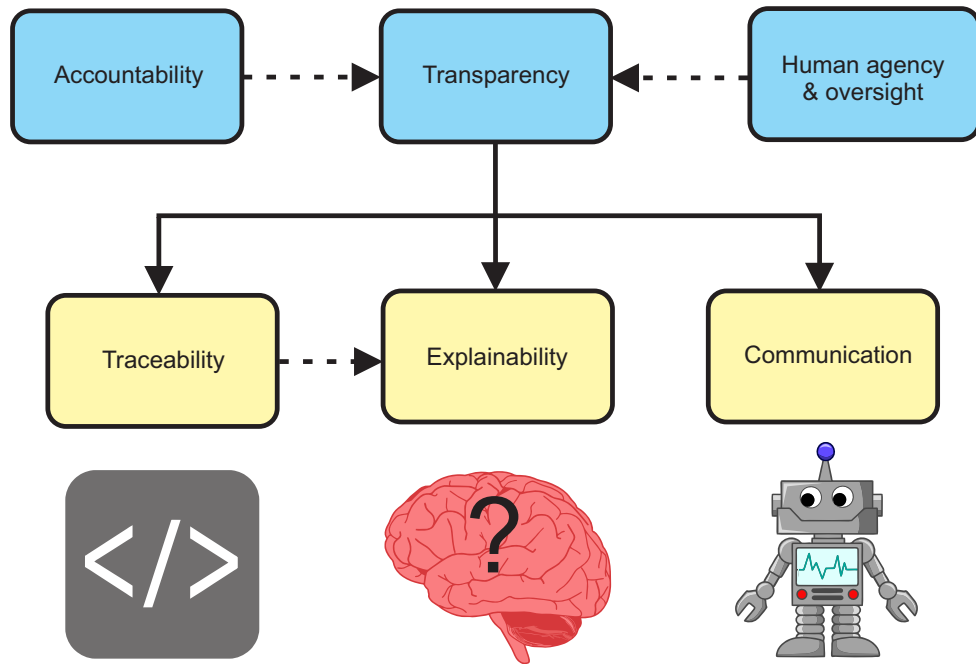 Accountability
Transparency
Human agency
& oversight
Traceability
Explainability
Communication
</>
?